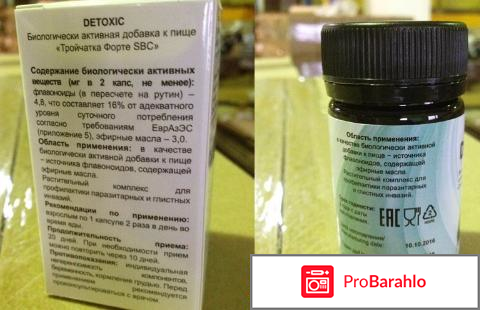 DETOXIC
Биологически активная добавка к пище
«Тройчатка Форте SBC»
Содержание биологически активных
веществ (мг в 2 капс, не менее):
флавоноиды (в пересчете на рутин) –
4,8, что составляет 16% от адекватного
уровня суточного потребления
согласно требованиям ЕврАзЭС
(приложение 5), эфирные масла – 3,0.
Область применения: в качестве
биологически активной добавки к пище
– источника флавоноидов, содержащей
эфирные масла.
Растительный комплекс для
профилактики паразитарных и глистных
инвазий.
Рекомендации по применению:
взрослым по 1 капсуле 2 раза в день во
время еды.
Продолжительность приема:
20 дней. При необходимости прием
можно повторить через 10 дней.
Противопоказания: индивидуальная
непереносимость компонентов,
беременность, кормление грудью. Перед
применением рекомендуется
проконсультироваться с врачом.
Область применения:
в качестве биологически активной
добавки к пище – источника
флавоноидов, содержащей
эфирные масла.
Растительный комплекс для
профилактики паразитарных
и глистных инвазий.
EAC
10.10.2016
ProBarahlo